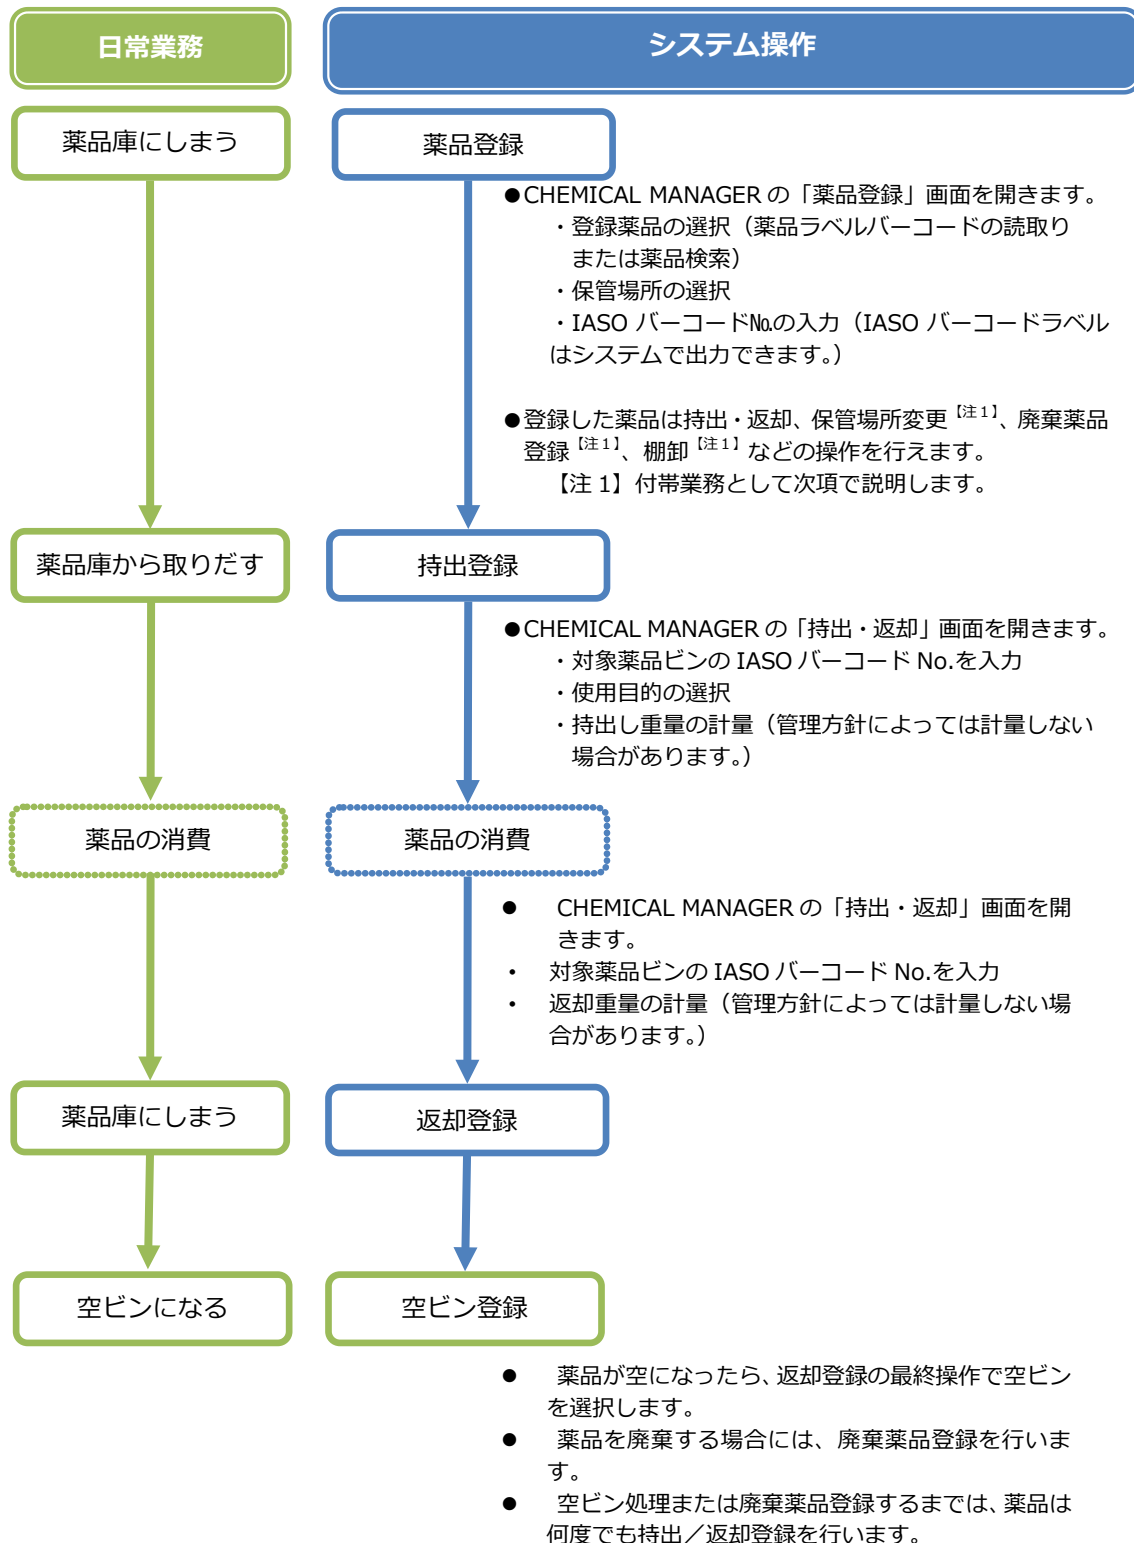 日常業務
システム操作
薬品庫にしまう
薬品登録
●CHEMICAL MANAGER の「薬品登録」画面を開きます。
・登録薬品の選択（薬品ラベルバーコードの読取り
または薬品検索）
・保管場所の選択
・IASO バーコード№の入力（IASO バーコードラベル
はシステムで出力できます。）
●登録した薬品は持出・返却、保管場所変更【注1】、廃棄薬品
登録【注1】、棚卸【注1】などの操作を行えます。
【注 1】付帯業務として次項で説明します。
薬品庫から取りだす
持出登録
●CHEMICAL MANAGER の「持出・返却」画面を開きます。
・対象薬品ビンの IASO バーコード No.を入力
・使用目的の選択
・持出し重量の計量（管理方針によっては計量しない
場合があります。）
薬品の消費
薬品の消費
● CHEMICAL MANAGER の「持出・返却」画面を開
きます。
・ 対象薬品ビンの IASO バーコード No.を入力
・ 返却重量の計量（管理方針によっては計量しない場
合があります。）
薬品庫にしまう
返却登録
空ビンになる
空ビン登録
● 薬品が空になったら、返却登録の最終操作で空ビン
を選択します。
● 薬品を廃棄する場合には、廃棄薬品登録を行いま
す。
● 空ビン処理または廃棄薬品登録するまでは、薬品は
何度でも持出／返却登録を行います。